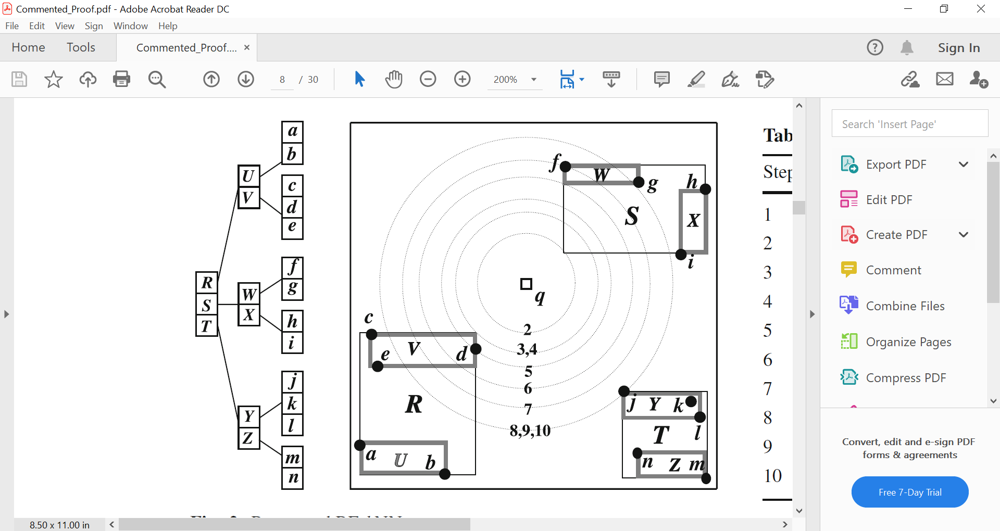 Commented_Proof.pdf - Adobe Acrobat Reader DC
File Edit View Sign Window Help
Home Tools Commented_Proof.... × Sign In
8 / 30 200%
Search 'Insert Page'
Export PDF
Edit PDF
Create PDF
Comment
Combine Files
Organize Pages
Compress PDF
Convert, edit and e-sign PDF
forms & agreements
Free 7-Day Trial
R
S
T
U
V
W
X
Y
Z
a
b
c
d
e
f
g
h
i
j
k
l
m
n
f W g h
S X
i
q
c
e V d
R
a U b
j Y k
T l
n Z m
2
3,4
5
6
7
8,9,10
Tab
Step
1
2
3
4
5
6
7
8
9
10
8.50 x 11.00 in